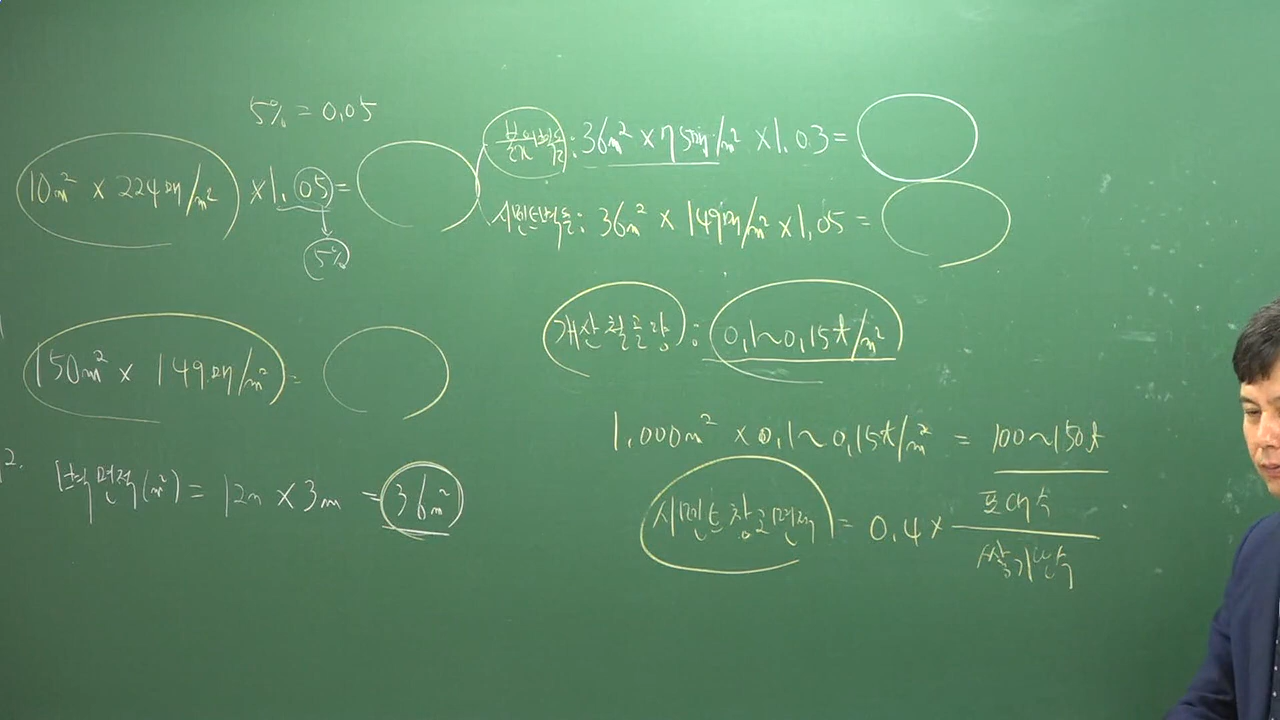 5% = 0.05
10m² × 224매/m² × 1.05 =
5%
150m² × 149매/m² =
2. 벽면적(m²) = 12m × 3m = 36m²
: 36m² × 75매/m² × 1.03 =
시멘트벽돌: 36m² × 149매/m² × 1.05 =
개산철골량: 0.1~0.15t/m²
1,000m² × 0.1~0.15t/m² = 100~150t
시멘트창고면적 = 0.4 × 포대수 / 쌓기단수